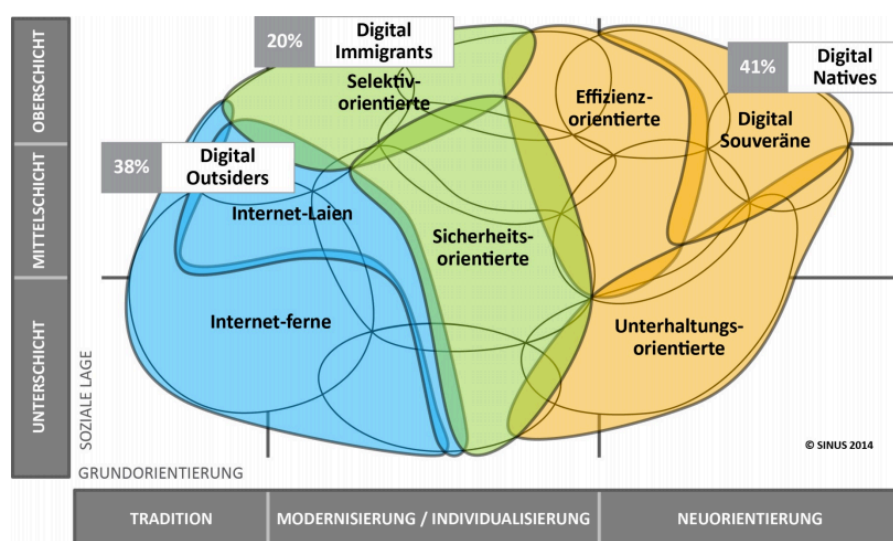 20%
Digital
Immigrants
41%
Digital
Natives
38%
Digital
Outsiders
Selektiv-
orientierte
Effizienz-
orientierte
Digital
Souveräne
Internet-Laien
Sicherheits-
orientierte
Internet-ferne
Unterhaltungs-
orientierte
© SINUS 2014
OBERSCHICHT
MITTELSCHICHT
UNTERSCHICHT
SOZIALE LAGE
GRUNDORIENTIERUNG
TRADITION
MODERNISIERUNG / INDIVIDUALISIERUNG
NEUORIENTIERUNG